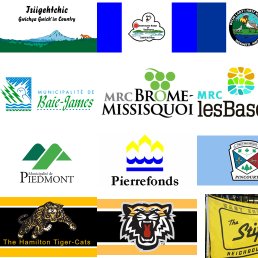 Tsiigehtchic
Gwichya Gwich'in Country
MUNICIPALITÉ DE
Baie-James
MRC BROME-
MISSISQUOI
MRC
lesBas
Municipalité de
PIEDMONT
Pierrefonds
PINCOURT
The Hamilton Tiger-Cats
The